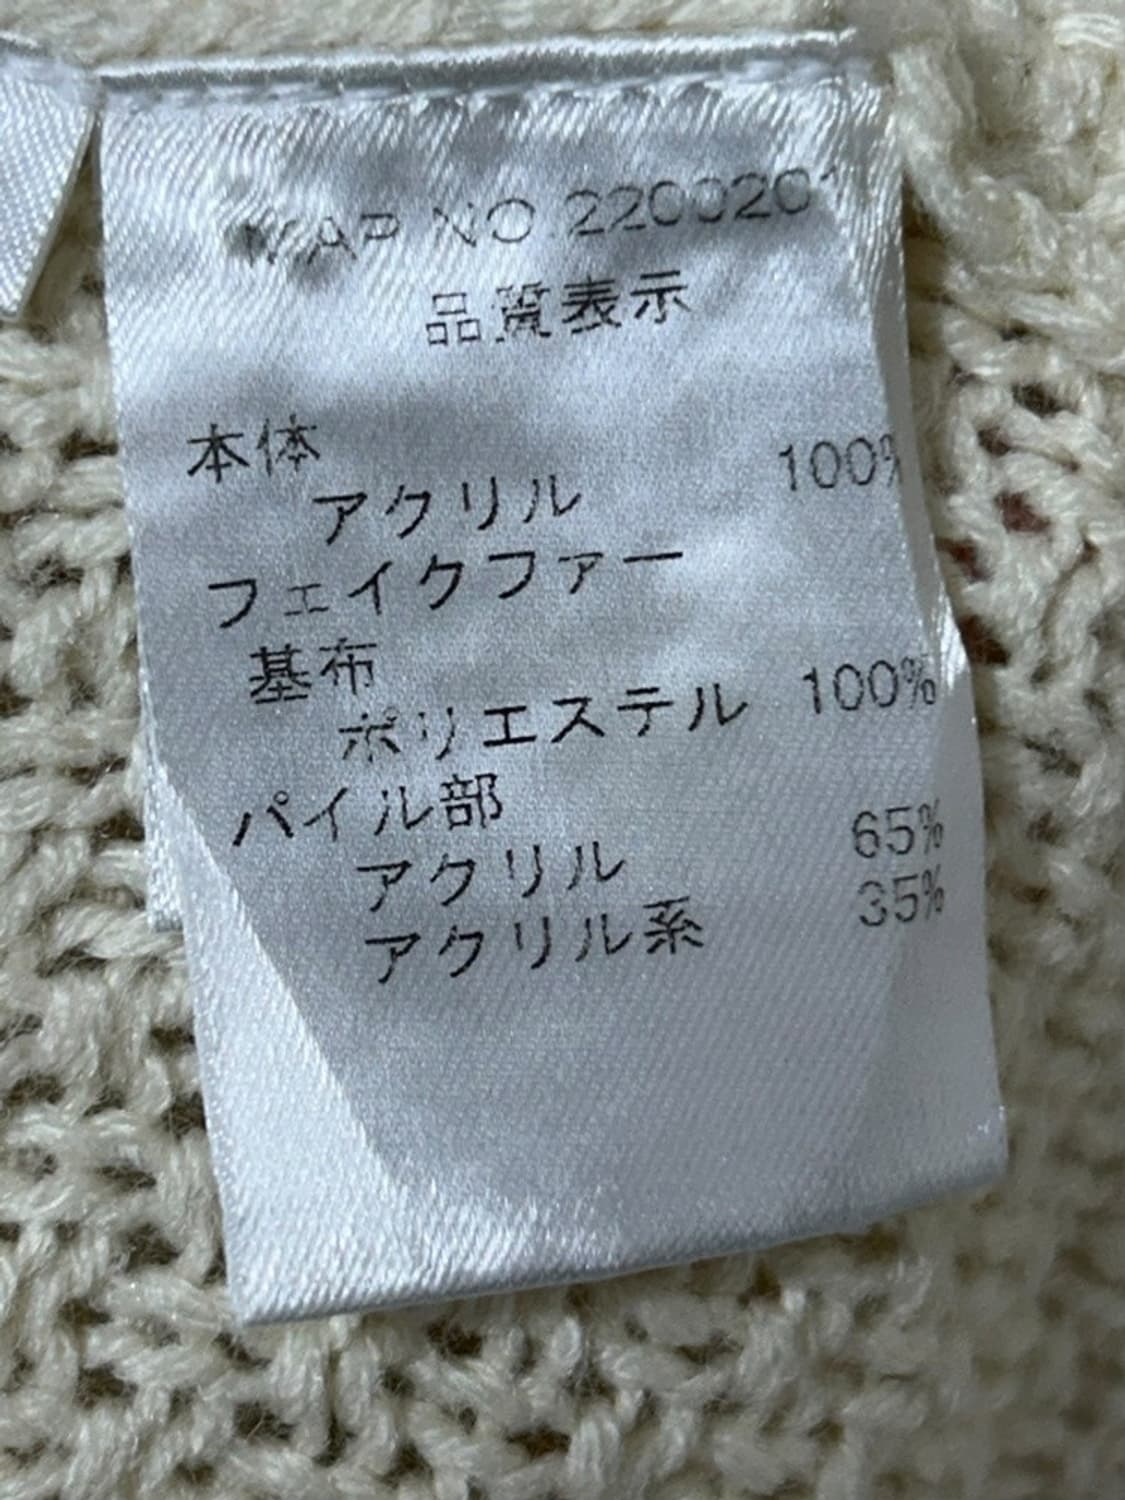 NO.2200201
品質表示
本体
アクリル 100%
フェイクファー
基布
ポリエステル 100%
パイル部
アクリル 65%
アクリル系 35%